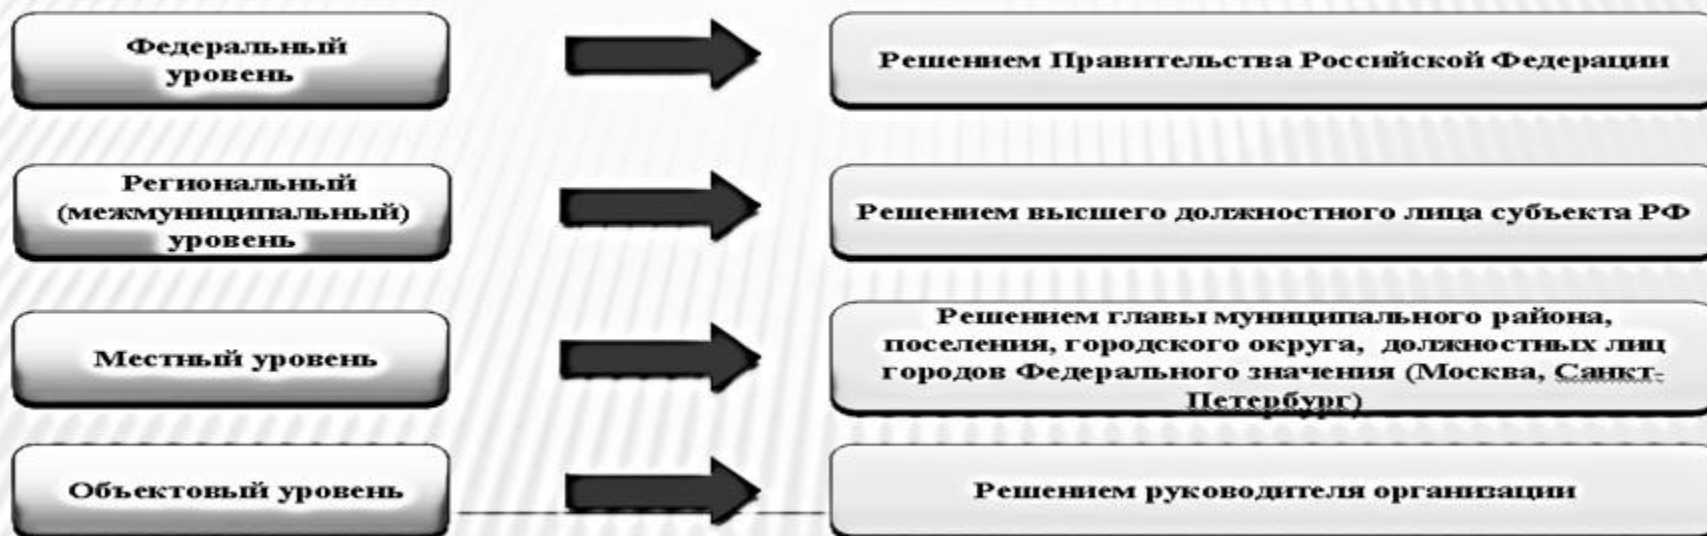 Федеральный
уровень
Решением Правительства Российской Федерации
Региональный
(межмуниципальный)
уровень
Решением высшего должностного лица субъекта РФ
Местный уровень
Решением главы муниципального района,
поселения, городского округа, должностных лиц
городов Федерального значения (Москва, Санкт-
Петербург)
Объектовый уровень
Решением руководителя организации